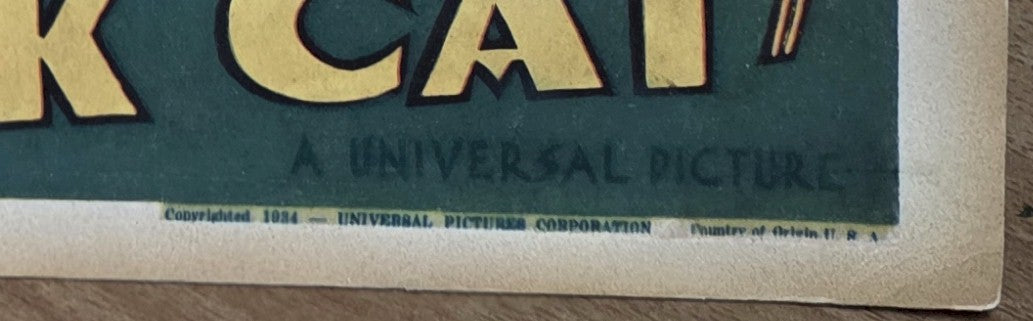 K CAT"
A UNIVERSAL PICTURE
Copyrighted 1934 — UNIVERSAL PICTURES CORPORATION Country of Origin U. S. A.